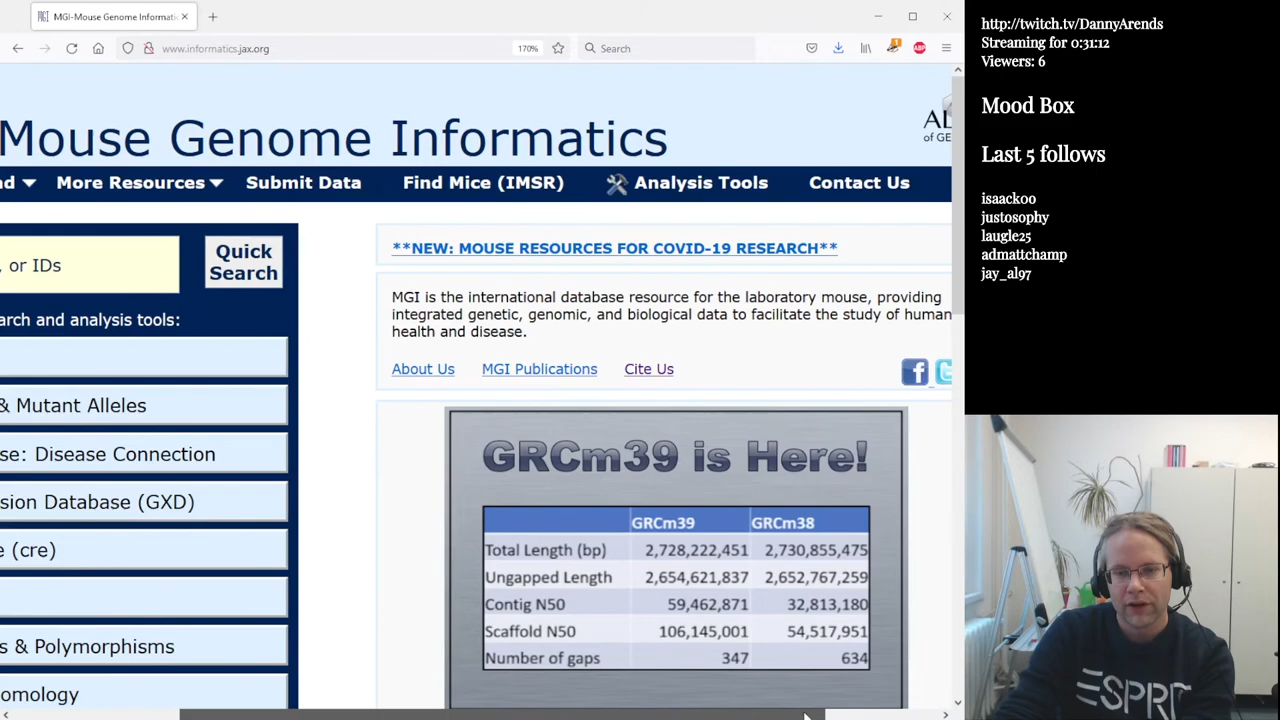 MGI-Mouse Genome Informatic
www.informatics.jax.org
170%
Search
Mouse Genome Informatics
of GE
More Resources
Submit Data
Find Mice (IMSR)
Analysis Tools
Contact Us
, or IDs
Quick
Search
arch and analysis tools:
& Mutant Alleles
se: Disease Connection
sion Database (GXD)
e (cre)
s & Polymorphisms
omology
**NEW: MOUSE RESOURCES FOR COVID-19 RESEARCH**
MGI is the international database resource for the laboratory mouse, providing
integrated genetic, genomic, and biological data to facilitate the study of human
health and disease.
About Us MGI Publications Cite Us
GRCm39 is Here!
GRCm39 GRCm38
Total Length (bp) 2,728,222,451 2,730,855,475
Ungapped Length 2,654,621,837 2,652,767,259
Contig N50 59,462,871 32,813,180
Scaffold N50 106,145,001 54,517,951
Number of gaps 347 634
http://twitch.tv/DannyArends
Streaming for 0:31:12
Viewers: 6
Mood Box
Last 5 follows
isaack00
justosophy
laugle25
admattchamp
jay_al97
ESPRIT